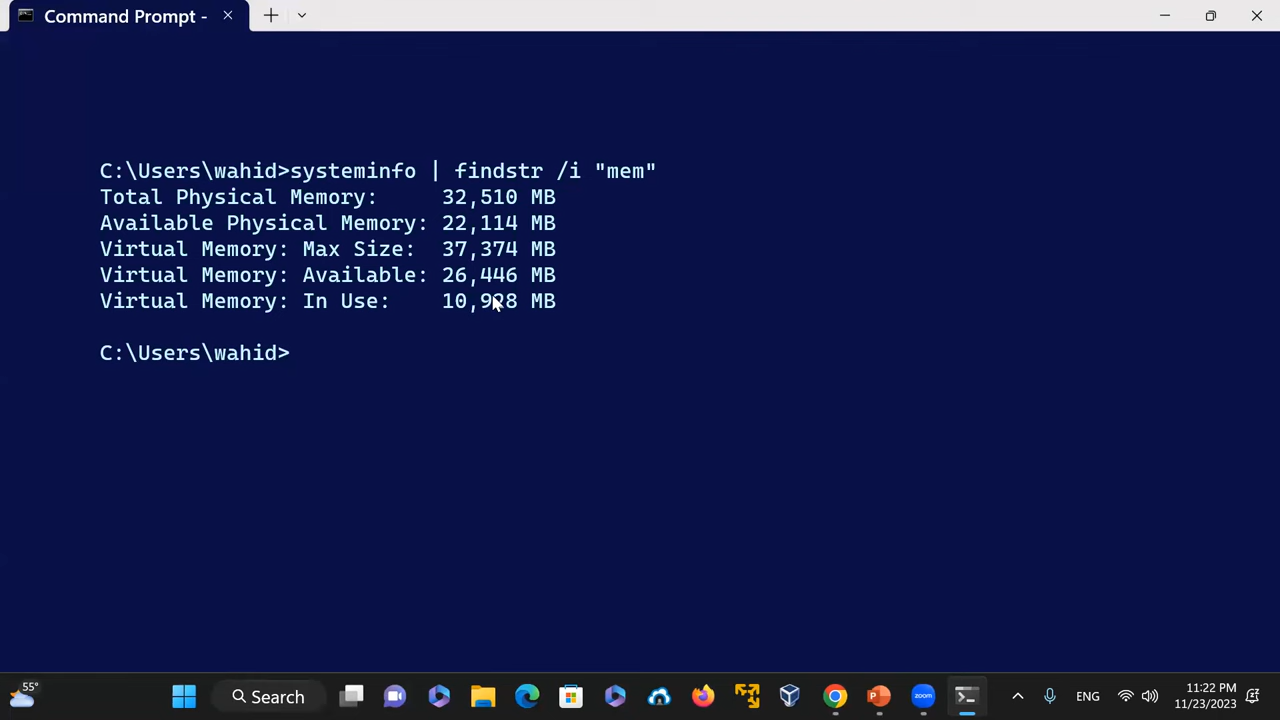 Command Prompt -
C:\Users\wahid>systeminfo | findstr /i "mem"
Total Physical Memory:     32,510 MB
Available Physical Memory: 22,114 MB
Virtual Memory: Max Size:  37,374 MB
Virtual Memory: Available: 26,446 MB
Virtual Memory: In Use:    10,928 MB
C:\Users\wahid>
55°
Search
zoom
ENG
11:22 PM
11/23/2023